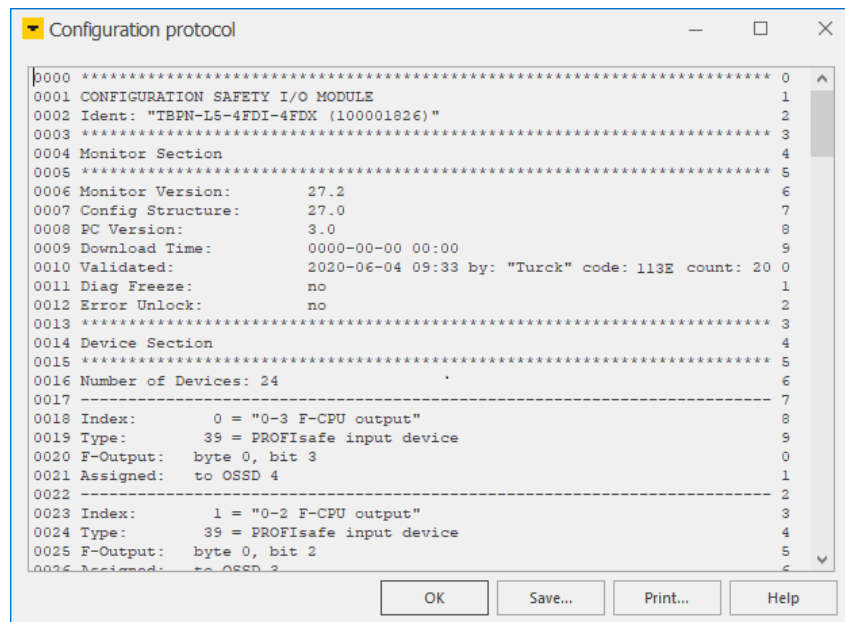 Configuration protocol
0000 ************************************************************************* 0
0001 CONFIGURATION SAFETY I/O MODULE 1
0002 Ident: "TBPN-L5-4FDI-4FDX (100001826)" 2
0003 ************************************************************************* 3
0004 Monitor Section 4
0005 ************************************************************************* 5
0006 Monitor Version: 27.2 6
0007 Config Structure: 27.0 7
0008 PC Version: 3.0 8
0009 Download Time: 0000-00-00 00:00 9
0010 Validated: 2020-06-04 09:33 by: "Turck" code: 113E count: 20 0
0011 Diag Freeze: no 1
0012 Error Unlock: no 2
0013 ************************************************************************* 3
0014 Device Section 4
0015 ************************************************************************* 5
0016 Number of Devices: 24 6
0017 ------------------------------------------------------------------------- 7
0018 Index: 0 = "0-3 F-CPU output" 8
0019 Type: 39 = PROFIsafe input device 9
0020 F-Output: byte 0, bit 3 0
0021 Assigned: to OSSD 4 1
0022 ------------------------------------------------------------------------- 2
0023 Index: 1 = "0-2 F-CPU output" 3
0024 Type: 39 = PROFIsafe input device 4
0025 F-Output: byte 0, bit 2 5
0026 Assigned: to OSSD 3 6
OK Save... Print... Help